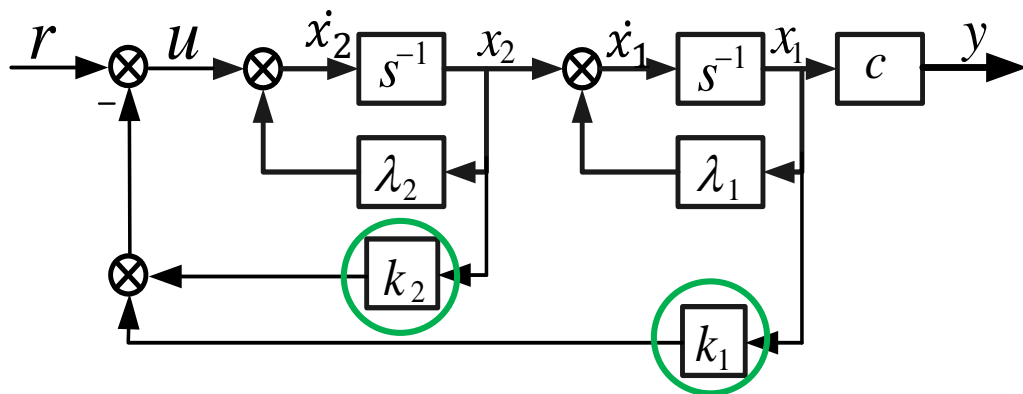 r u ẋ₂ s⁻¹ x₂ ẋ₁ s⁻¹ x₁ c y
−
λ₂ λ₁
k₂
k₁